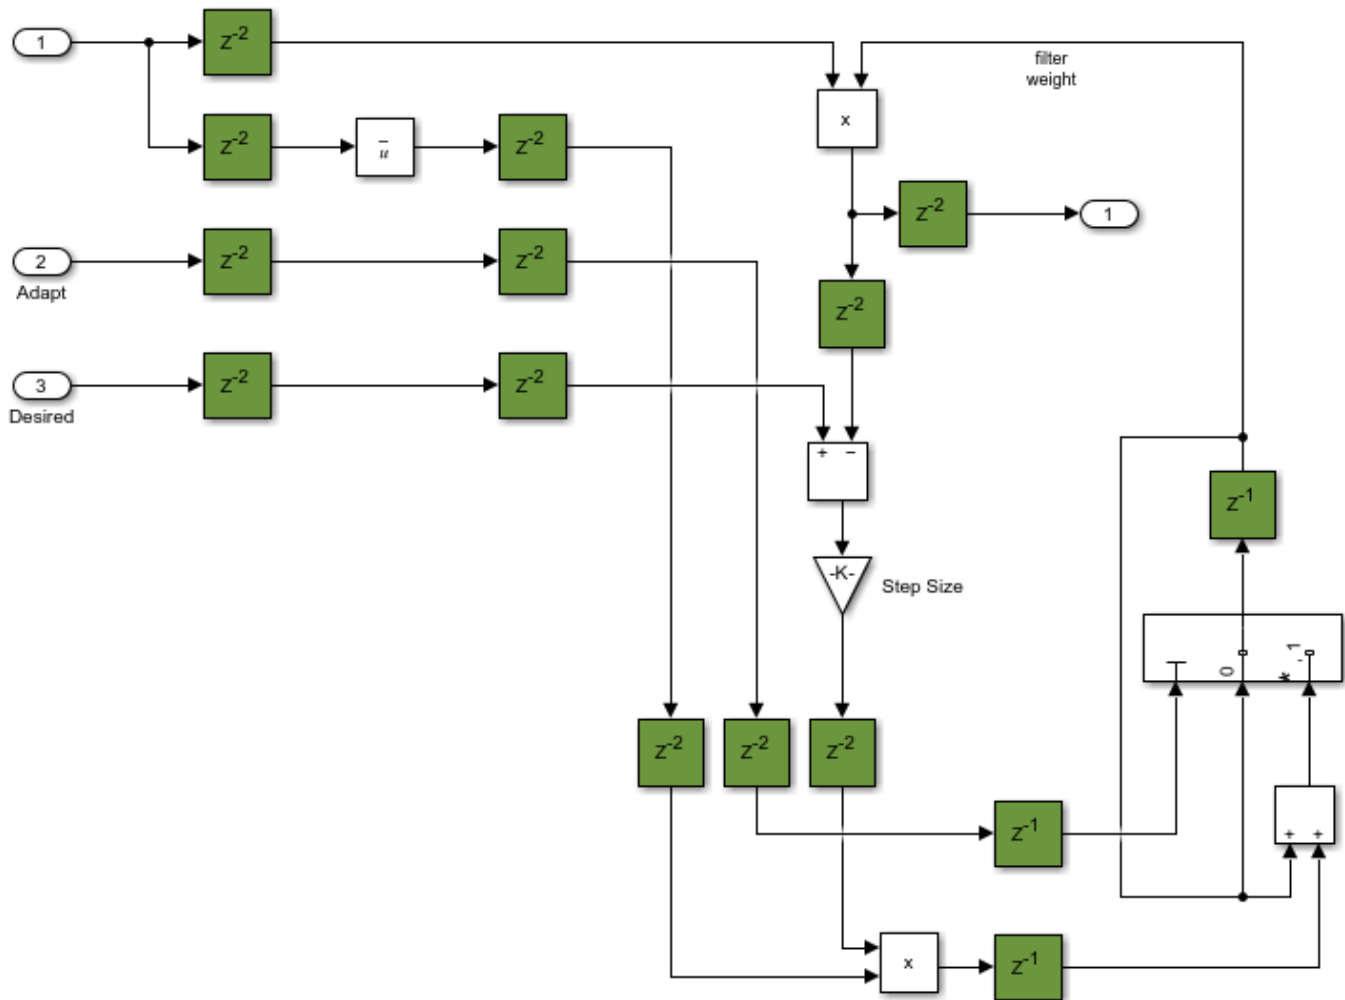 1
z⁻²
filter
weight
x
z⁻²
u
z⁻²
z⁻²
1
2
Adapt
z⁻²
z⁻²
z⁻²
3
Desired
z⁻²
z⁻²
+ −
z⁻¹
-K-
Step Size
T
0
*, 1
z⁻²
z⁻²
z⁻²
z⁻¹
+ +
x
z⁻¹